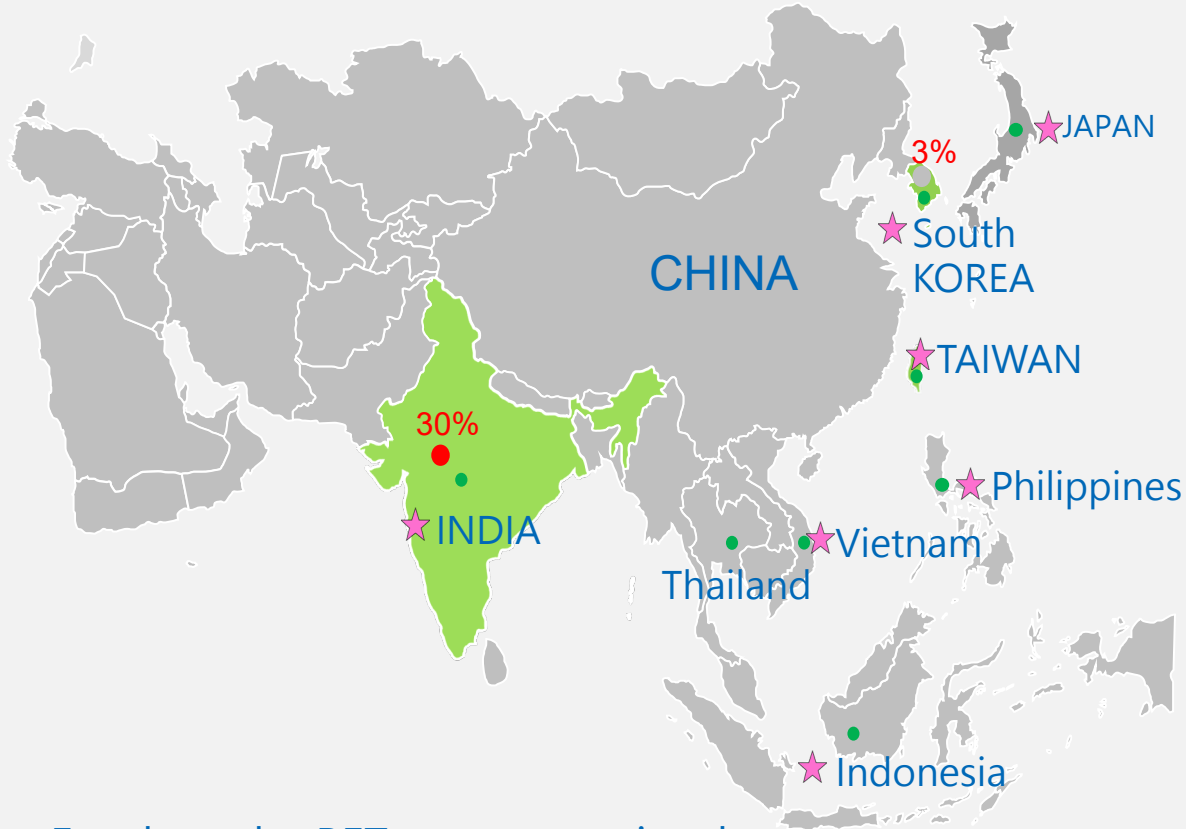 JAPAN
3%
South
KOREA
CHINA
TAIWAN
30%
Philippines
INDIA
Vietnam
Thailand
Indonesia